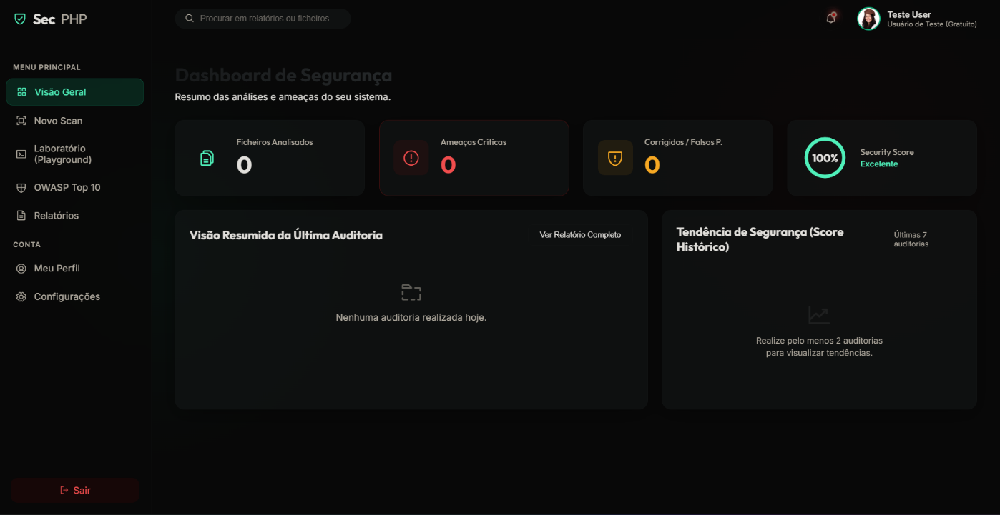 Sec PHP
Procurar em relatórios ou ficheiros...
Teste User
Usuário de Teste (Gratuito)
MENU PRINCIPAL
Visão Geral
Novo Scan
Laboratório
(Playground)
OWASP Top 10
Relatórios
CONTA
Meu Perfil
Configurações
Sair
Dashboard de Segurança
Resumo das análises e ameaças do seu sistema.
Ficheiros Analisados
0
Ameaças Críticas
0
Corrigidos / Falsos P.
0
100%
Security Score
Excelente
Visão Resumida da Última Auditoria
Ver Relatório Completo
Nenhuma auditoria realizada hoje.
Tendência de Segurança (Score
Histórico)
Últimas 7
auditorias
Realize pelo menos 2 auditorias
para visualizar tendências.